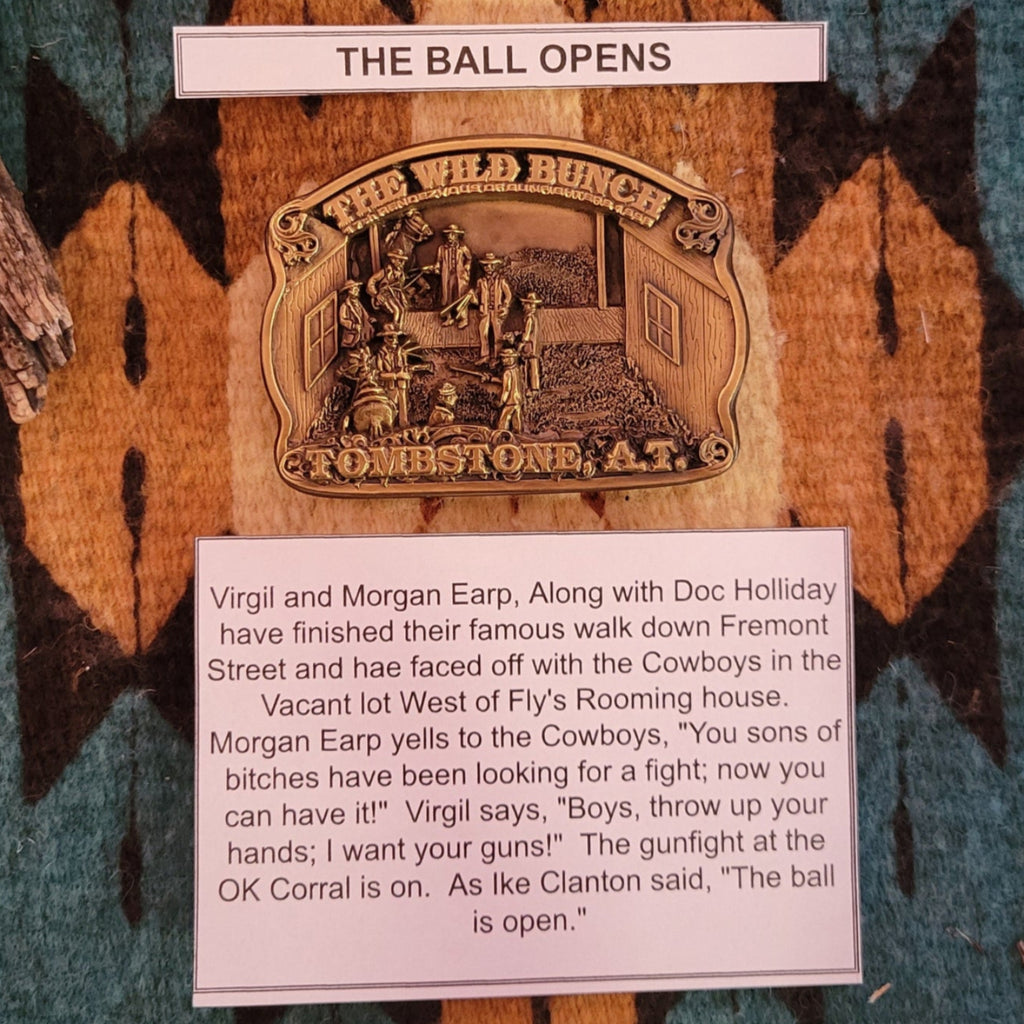 THE BALL OPENS
THE WILD BUNCH
TOMBSTONE, A.T.
Virgil and Morgan Earp, Along with Doc Holliday
have finished their famous walk down Fremont
Street and hae faced off with the Cowboys in the
Vacant lot West of Fly's Rooming house.
Morgan Earp yells to the Cowboys, "You sons of
bitches have been looking for a fight; now you
can have it!"  Virgil says, "Boys, throw up your
hands; I want your guns!"  The gunfight at the
OK Corral is on.  As Ike Clanton said, "The ball
is open."